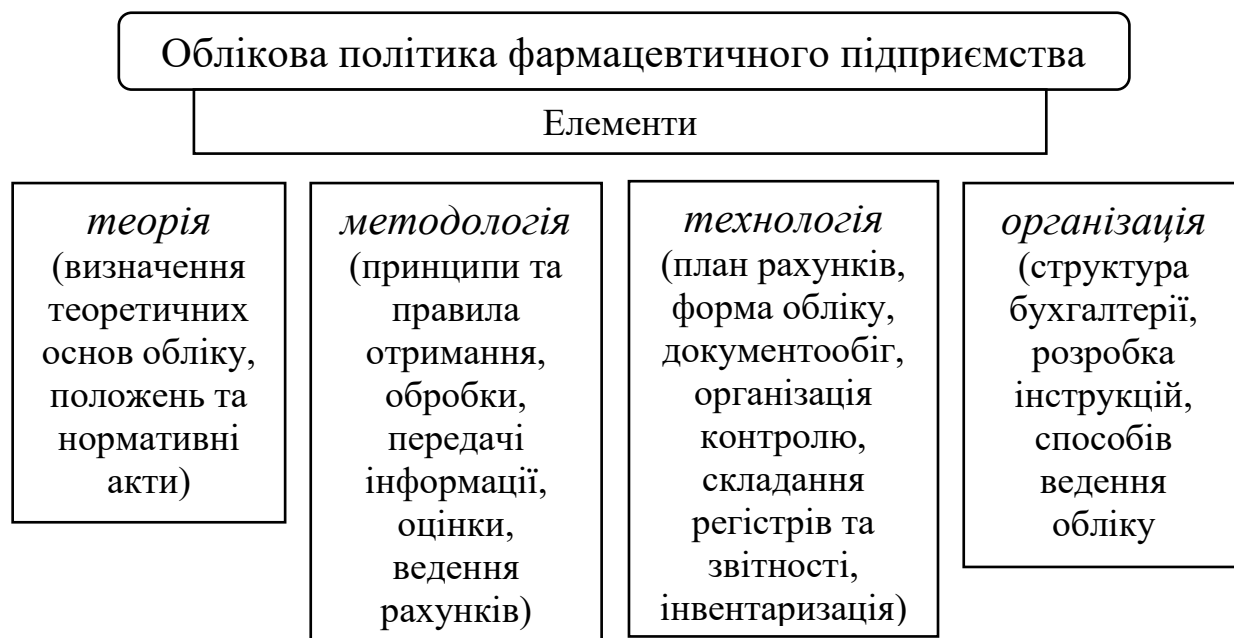 Облікова політика фармацевтичного підприємства
Елементи
теорія
(визначення
теоретичних
основ обліку,
положень та
нормативні
акти)
методологія
(принципи та
правила
отримання,
обробки,
передачі
інформації,
оцінки,
ведення
рахунків)
технологія
(план рахунків,
форма обліку,
документообіг,
організація
контролю,
складання
регістрів та
звітності,
інвентаризація)
організація
(структура
бухгалтерії,
розробка
інструкцій,
способів
ведення
обліку